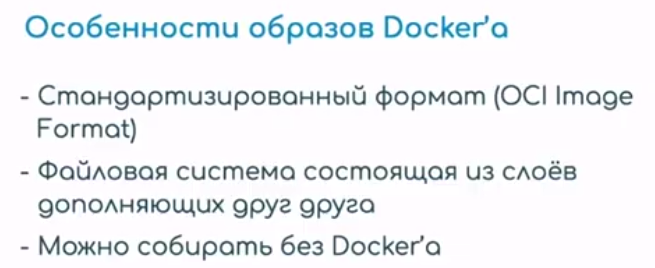 Особенности образов Docker’а
- Стандартизированный формат (OCI Image
Format)
- Файловая система состоящая из слоёв
дополняющих друг друга
- Можно собирать без Docker’а